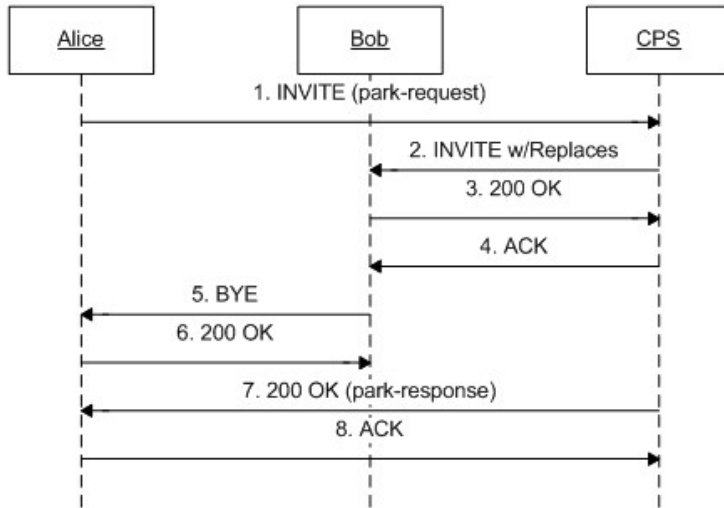 Alice
Bob
CPS
1. INVITE (park-request)
2. INVITE w/Replaces
3. 200 OK
4. ACK
5. BYE
6. 200 OK
7. 200 OK (park-response)
8. ACK